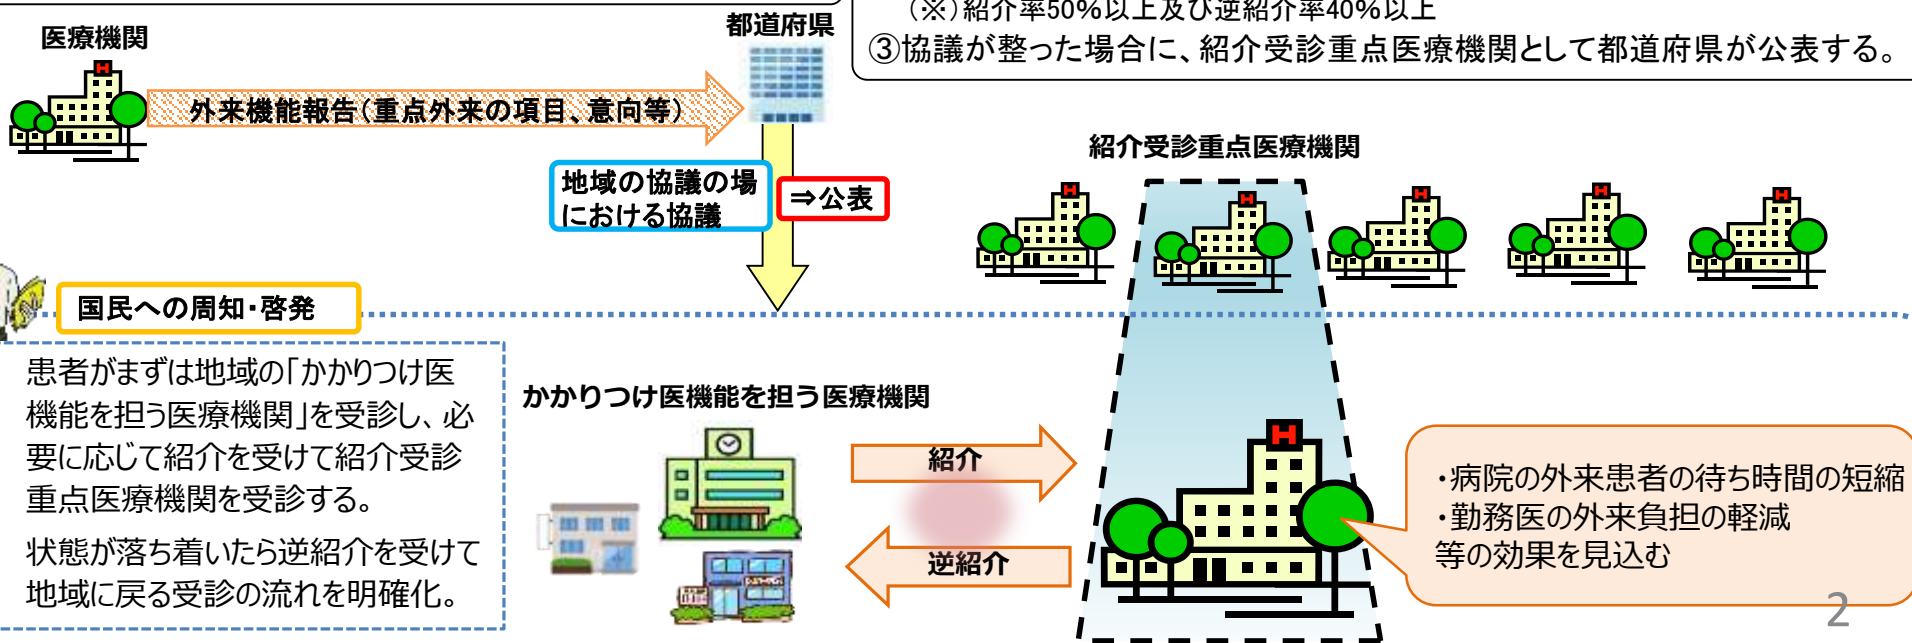 (※)紹介率50%以上及び逆紹介率40%以上
③協議が整った場合に、紹介受診重点医療機関として都道府県が公表する。
医療機関
都道府県
外来機能報告(重点外来の項目、意向等)
地域の協議の場
における協議
⇒公表
紹介受診重点医療機関
国民への周知・啓発
患者がまずは地域の「かかりつけ医
機能を担う医療機関」を受診し、必
要に応じて紹介を受けて紹介受診
重点医療機関を受診する。
状態が落ち着いたら逆紹介を受けて
地域に戻る受診の流れを明確化。
かかりつけ医機能を担う医療機関
紹介
逆紹介
・病院の外来患者の待ち時間の短縮
・勤務医の外来負担の軽減
等の効果を見込む
2